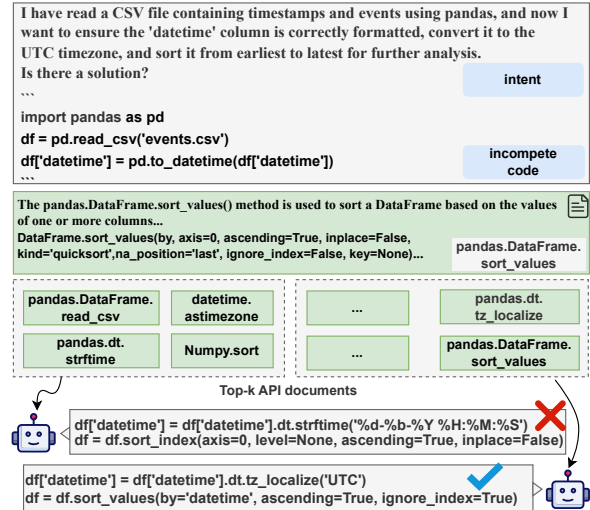 I have read a CSV file containing timestamps and events using pandas, and now I
want to ensure the 'datetime' column is correctly formatted, convert it to the
UTC timezone, and sort it from earliest to latest for further analysis.
Is there a solution?
intent
```
import pandas as pd
df = pd.read_csv('events.csv')
df['datetime'] = pd.to_datetime(df['datetime'])
```
incompete
code
The pandas.DataFrame.sort_values() method is used to sort a DataFrame based on the values
of one or more columns...
DataFrame.sort_values(by, axis=0, ascending=True, inplace=False,
kind='quicksort',na_position='last', ignore_index=False, key=None)...
pandas.DataFrame.
sort_values
pandas.DataFrame.
read_csv
datetime.
astimezone
pandas.dt.
strftime
Numpy.sort
...
pandas.dt.
tz_localize
...
pandas.DataFrame.
sort_values
Top-k API documents
df['datetime'] = df['datetime'].dt.strftime('%d-%b-%Y %H:%M:%S')
df = df.sort_index(axis=0, level=None, ascending=True, inplace=False)
df['datetime'] = df['datetime'].dt.tz_localize('UTC')
df = df.sort_values(by='datetime', ascending=True, ignore_index=True)